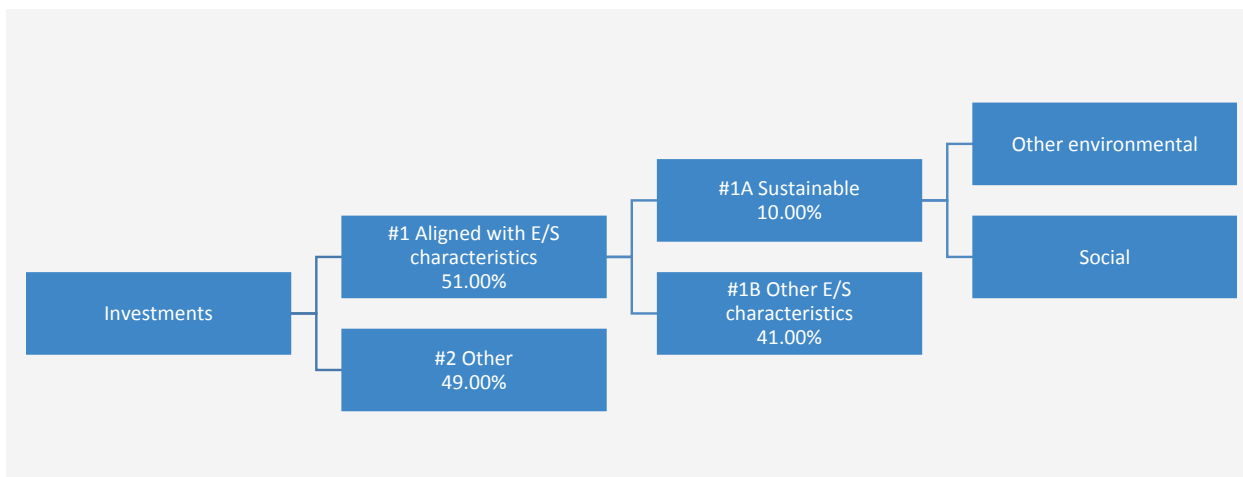 Investments
#1 Aligned with E/S
characteristics
51.00%
#2 Other
49.00%
#1A Sustainable
10.00%
#1B Other E/S
characteristics
41.00%
Other environmental
Social